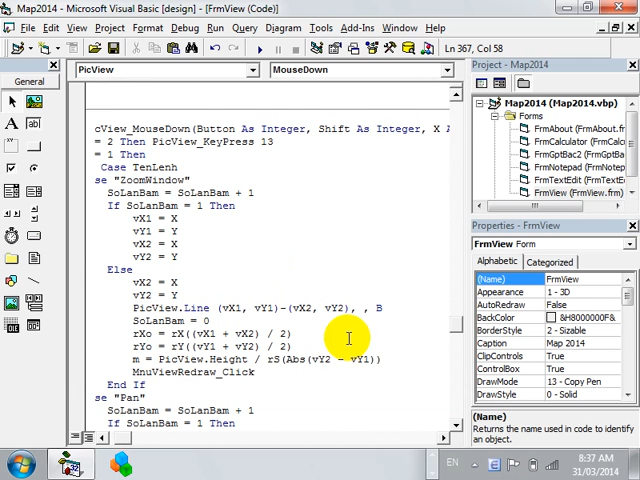 Map2014 - Microsoft Visual Basic [design] - [FrmView (Code)]
File Edit View Project Format Debug Run Query Diagram Tools Add-Ins Window Help
Ln 367, Col 58
General
A
ab|
PicView
MouseDown
cView_MouseDown(Button As Integer, Shift As Integer, X A
= 2 Then PicView_KeyPress 13
= 1 Then
Case TenLenh
se "ZoomWindow"
SoLanBam = SoLanBam + 1
If SoLanBam = 1 Then
vX1 = X
vY1 = Y
vX2 = X
vY2 = Y
Else
vX2 = X
vY2 = Y
PicView.Line (vX1, vY1)-(vX2, vY2), , B
SoLanBam = 0
rXo = rX((vX1 + vX2) / 2)
rYo = rY((vY1 + vY2) / 2)
m = PicView.Height / rS(Abs(vY2 - vY1))
MnuViewRedraw_Click
End If
se "Pan"
SoLanBam = SoLanBam + 1
If SoLanBam = 1 Then
Project - Map2014
Map2014 (Map2014.vbp)
Forms
FrmAbout (FrmAbout.fr
FrmCalculator (FrmCalc
FrmGptBac2 (FrmGptBa
FrmNotepad (FrmNotep
FrmTextEdit (FrmTextE
FrmView (FrmView.frm)
Properties - FrmView
FrmView Form
Alphabetic Categorized
(Name) FrmView
Appearance 1 - 3D
AutoRedraw False
BackColor &H8000000F&
BorderStyle 2 - Sizable
Caption Map 2014
ClipControls True
ControlBox True
DrawMode 13 - Copy Pen
DrawStyle 0 - Solid
(Name)
Returns the name used in code to identify
an object.
EN
8:37 AM
31/03/2014